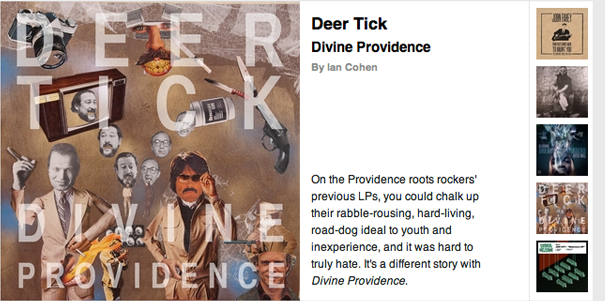 DEER
TICK
DIVINE
PROVIDENCE
Deer Tick
Divine Providence
By Ian Cohen
On the Providence roots rockers'
previous LPs, you could chalk up
their rabble-rousing, hard-living,
road-dog ideal to youth and
inexperience, and it was hard to
truly hate. It's a different story with
Divine Providence.
JOHN FAHEY
DEER
TICK
DIVINE
PROVIDENCE